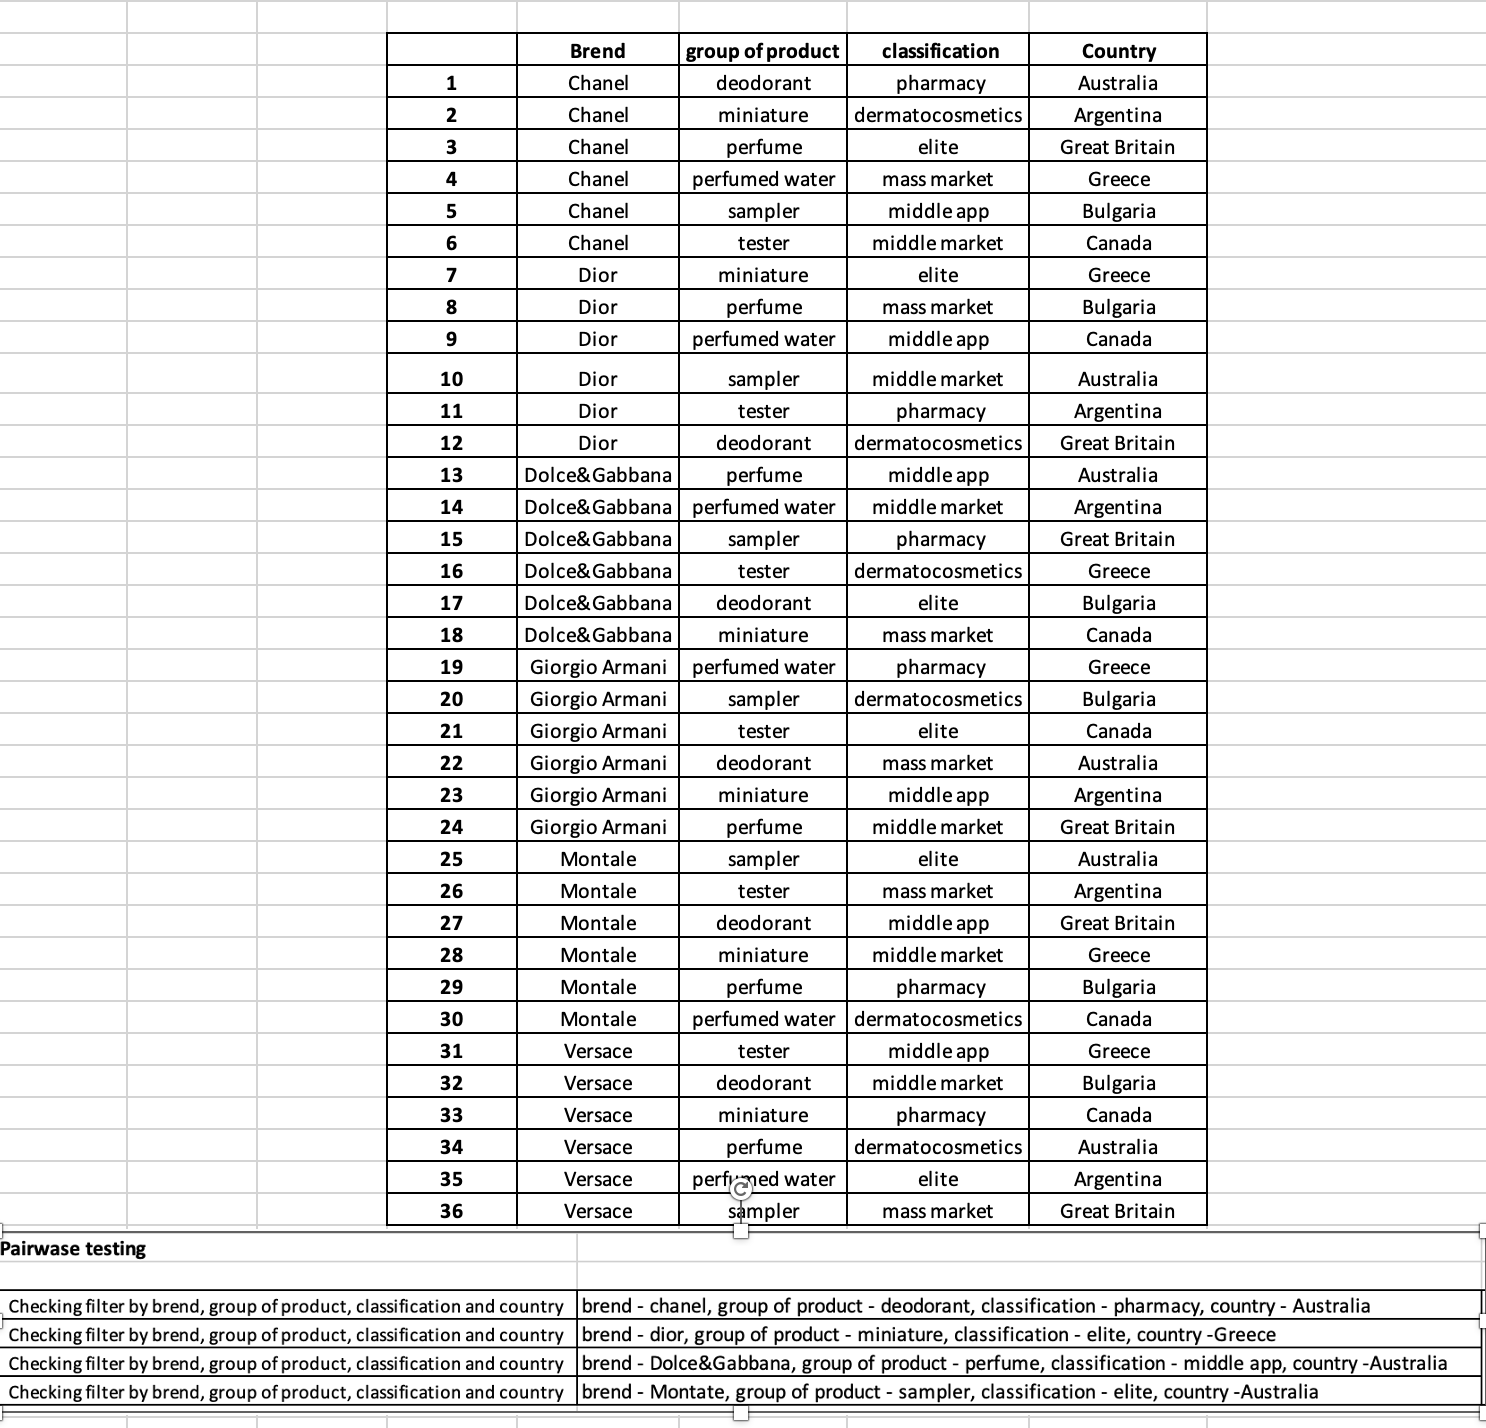 Brend group of product classification Country
1 Chanel deodorant pharmacy Australia
2 Chanel miniature dermatocosmetics Argentina
3 Chanel perfume elite Great Britain
4 Chanel perfumed water mass market Greece
5 Chanel sampler middle app Bulgaria
6 Chanel tester middle market Canada
7 Dior miniature elite Greece
8 Dior perfume mass market Bulgaria
9 Dior perfumed water middle app Canada
10 Dior sampler middle market Australia
11 Dior tester pharmacy Argentina
12 Dior deodorant dermatocosmetics Great Britain
13 Dolce&Gabbana perfume middle app Australia
14 Dolce&Gabbana perfumed water middle market Argentina
15 Dolce&Gabbana sampler pharmacy Great Britain
16 Dolce&Gabbana tester dermatocosmetics Greece
17 Dolce&Gabbana deodorant elite Bulgaria
18 Dolce&Gabbana miniature mass market Canada
19 Giorgio Armani perfumed water pharmacy Greece
20 Giorgio Armani sampler dermatocosmetics Bulgaria
21 Giorgio Armani tester elite Canada
22 Giorgio Armani deodorant mass market Australia
23 Giorgio Armani miniature middle app Argentina
24 Giorgio Armani perfume middle market Great Britain
25 Montale sampler elite Australia
26 Montale tester mass market Argentina
27 Montale deodorant middle app Great Britain
28 Montale miniature middle market Greece
29 Montale perfume pharmacy Bulgaria
30 Montale perfumed water dermatocosmetics Canada
31 Versace tester middle app Greece
32 Versace deodorant middle market Bulgaria
33 Versace miniature pharmacy Canada
34 Versace perfume dermatocosmetics Australia
35 Versace perfumed water elite Argentina
36 Versace sampler mass market Great Britain
Pairwase testing
Checking filter by brend, group of product, classification and country brend - chanel, group of product - deodorant, classification - pharmacy, country - Australia
Checking filter by brend, group of product, classification and country brend - dior, group of product - miniature, classification - elite, country -Greece
Checking filter by brend, group of product, classification and country brend - Dolce&Gabbana, group of product - perfume, classification - middle app, country -Australia
Checking filter by brend, group of product, classification and country brend - Montate, group of product - sampler, classification - elite, country -Australia